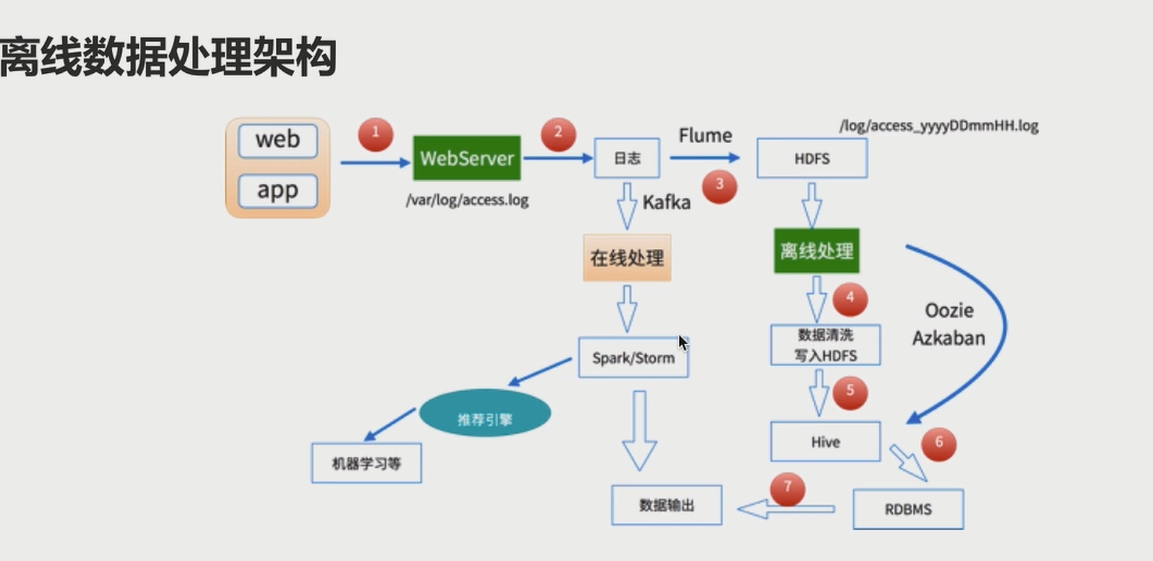 离线数据处理架构
web
app
1
WebServer
/var/log/access.log
2
日志
Flume
3
HDFS
/log/access_yyyyDDmmHH.log
Kafka
在线处理
离线处理
4
Oozie
Azkaban
Spark/Storm
数据清洗
写入HDFS
5
推荐引擎
机器学习等
Hive
6
7
数据输出
RDBMS